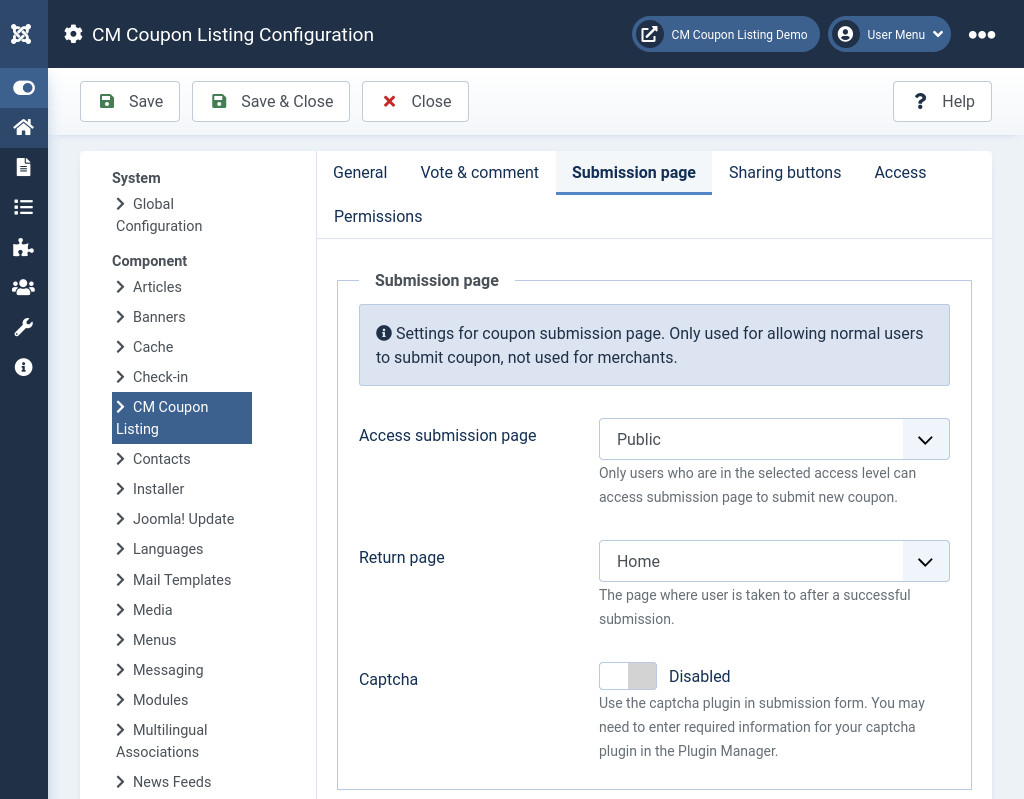 CM Coupon Listing Configuration
CM Coupon Listing Demo
User Menu
Save
Save & Close
Close
Help
System
Global
Configuration
Component
Articles
Banners
Cache
Check-in
CM Coupon
Listing
Contacts
Installer
Joomla! Update
Languages
Mail Templates
Media
Menus
Messaging
Modules
Multilingual
Associations
News Feeds
General
Vote & comment
Submission page
Sharing buttons
Access
Permissions
Submission page
Settings for coupon submission page. Only used for allowing normal users
to submit coupon, not used for merchants.
Access submission page
Public
Only users who are in the selected access level can
access submission page to submit new coupon.
Return page
Home
The page where user is taken to after a successful
submission.
Captcha
Disabled
Use the captcha plugin in submission form. You may
need to enter required information for your captcha
plugin in the Plugin Manager.